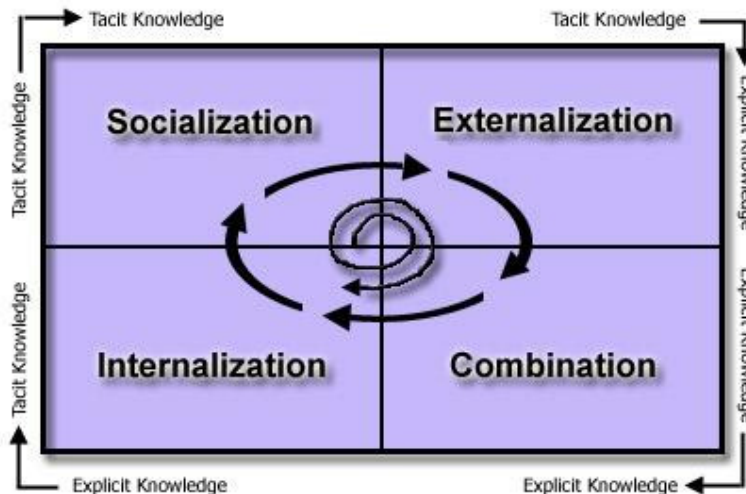 Tacit Knowledge
Tacit Knowledge
Tacit Knowledge
Explicit Knowledge
Socialization
Externalization
Tacit Knowledge
Explicit Knowledge
Internalization
Combination
Explicit Knowledge
Explicit Knowledge